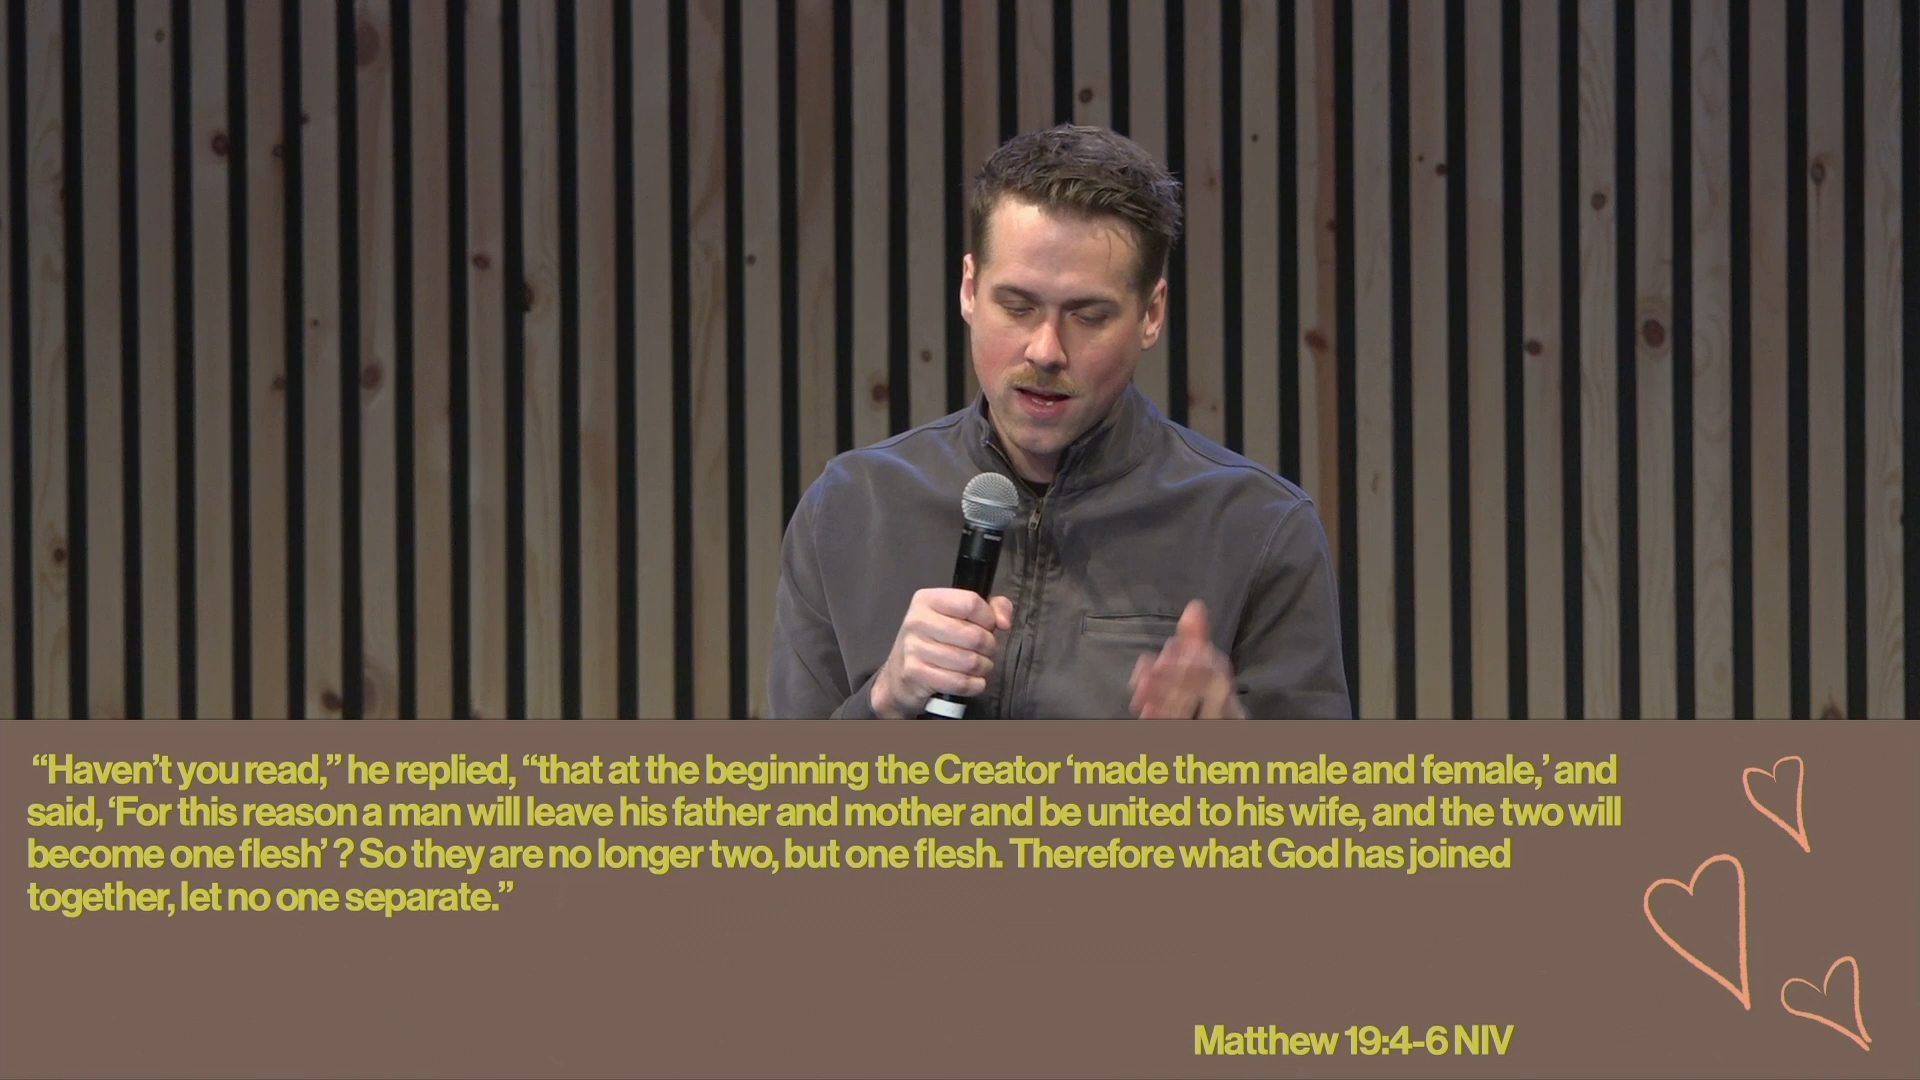 “Haven’t you read,” he replied, “that at the beginning the Creator ‘made them male and female,’ and
said, ‘For this reason a man will leave his father and mother and be united to his wife, and the two will
become one flesh’ ? So they are no longer two, but one flesh. Therefore what God has joined
together, let no one separate.”
Matthew 19:4-6 NIV